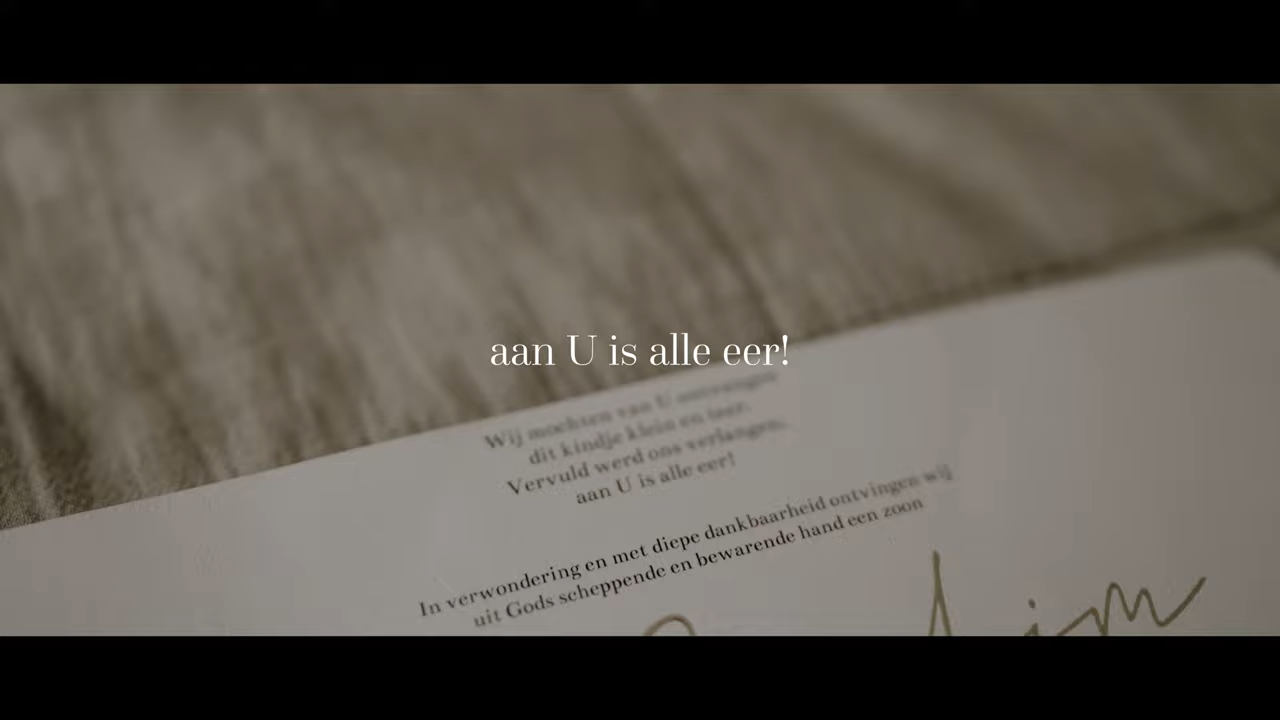 aan U is alle eer!
Wij mochten van U ontvangen
dit kindje klein en teer.
Vervuld werd ons verlangen,
aan U is alle eer!
In verwondering en met diepe dankbaarheid ontvingen wij
uit Gods scheppende en bewarende hand een zoon